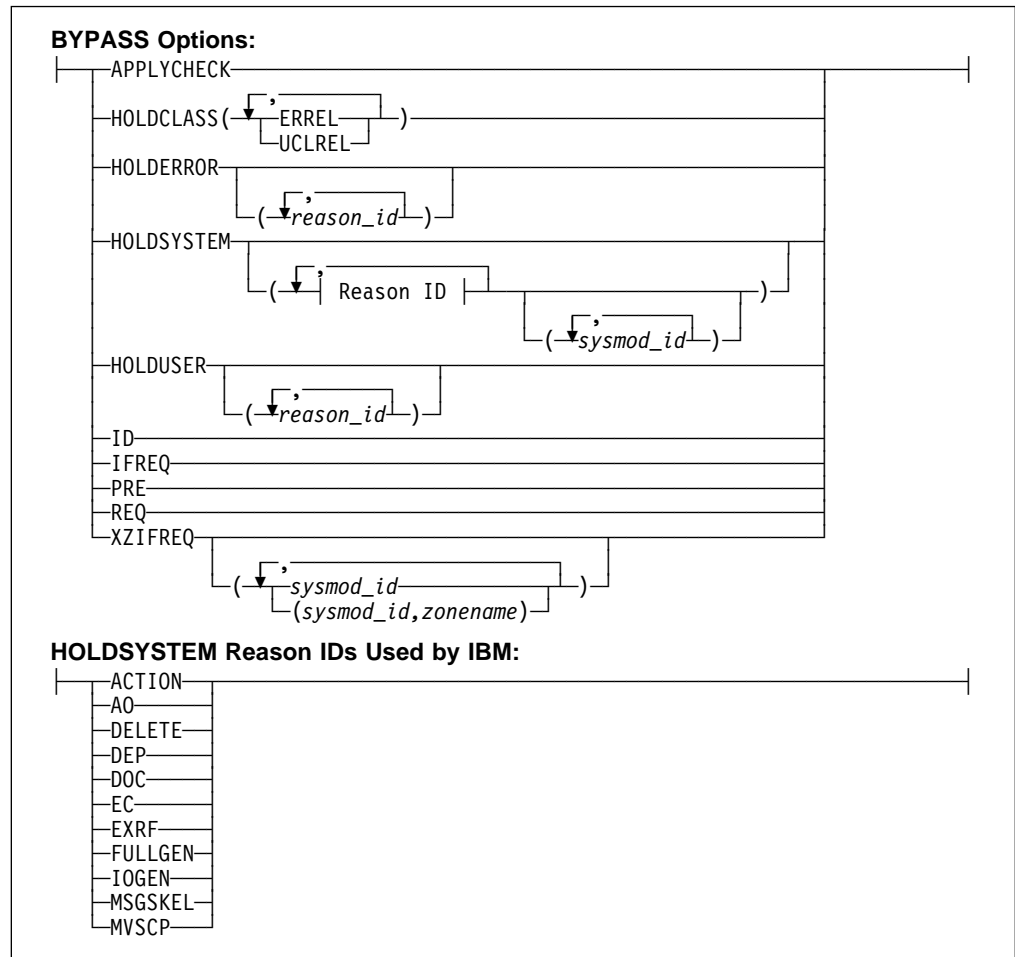 BYPASS Options:
APPLYCHECK
,
HOLDCLASS( ERREL )
UCLREL
HOLDERROR
,
( reason_id )
HOLDSYSTEM
,
( Reason ID )
,
( sysmod_id )
HOLDUSER
,
( reason_id )
ID
IFREQ
PRE
REQ
XZIFREQ
,
( sysmod_id )
(sysmod_id,zonename)
HOLDSYSTEM Reason IDs Used by IBM:
ACTION
AO
DELETE
DEP
DOC
EC
EXRF
FULLGEN
IOGEN
MSGSKEL
MVSCP